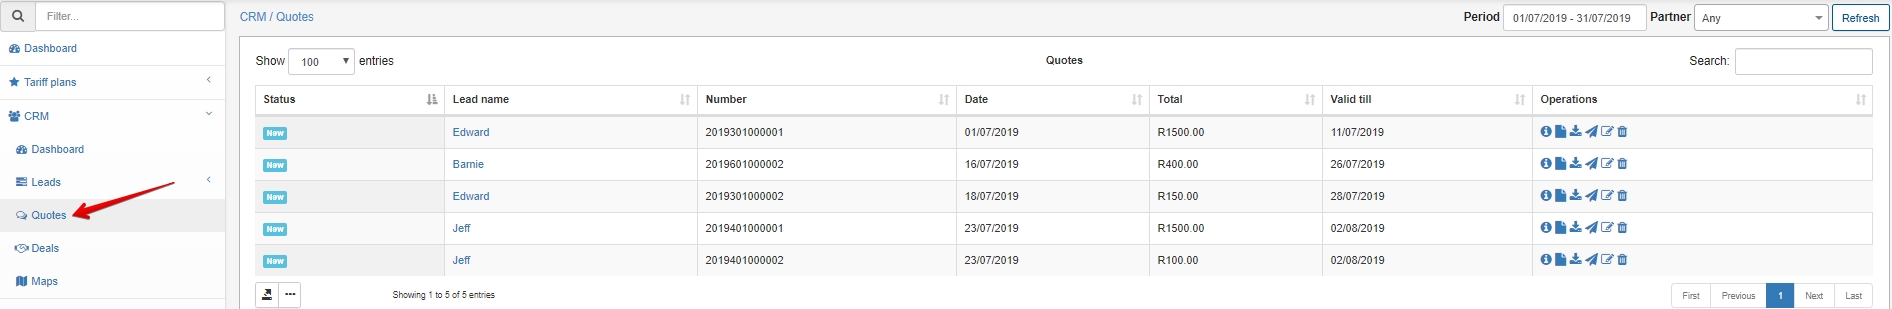 Filter...
CRM / Quotes
Period 01/07/2019 - 31/07/2019 Partner Any Refresh
Dashboard
Tariff plans
CRM
Dashboard
Leads
Quotes
Deals
Maps
Show 100 entries
Quotes
Search:
Status Lead name Number Date Total Valid till Operations
New Edward 2019301000001 01/07/2019 R1500.00 11/07/2019
New Barnie 2019601000002 16/07/2019 R400.00 26/07/2019
New Edward 2019301000002 18/07/2019 R150.00 28/07/2019
New Jeff 2019401000001 23/07/2019 R1500.00 02/08/2019
New Jeff 2019401000002 23/07/2019 R100.00 02/08/2019
Showing 1 to 5 of 5 entries
First Previous 1 Next Last